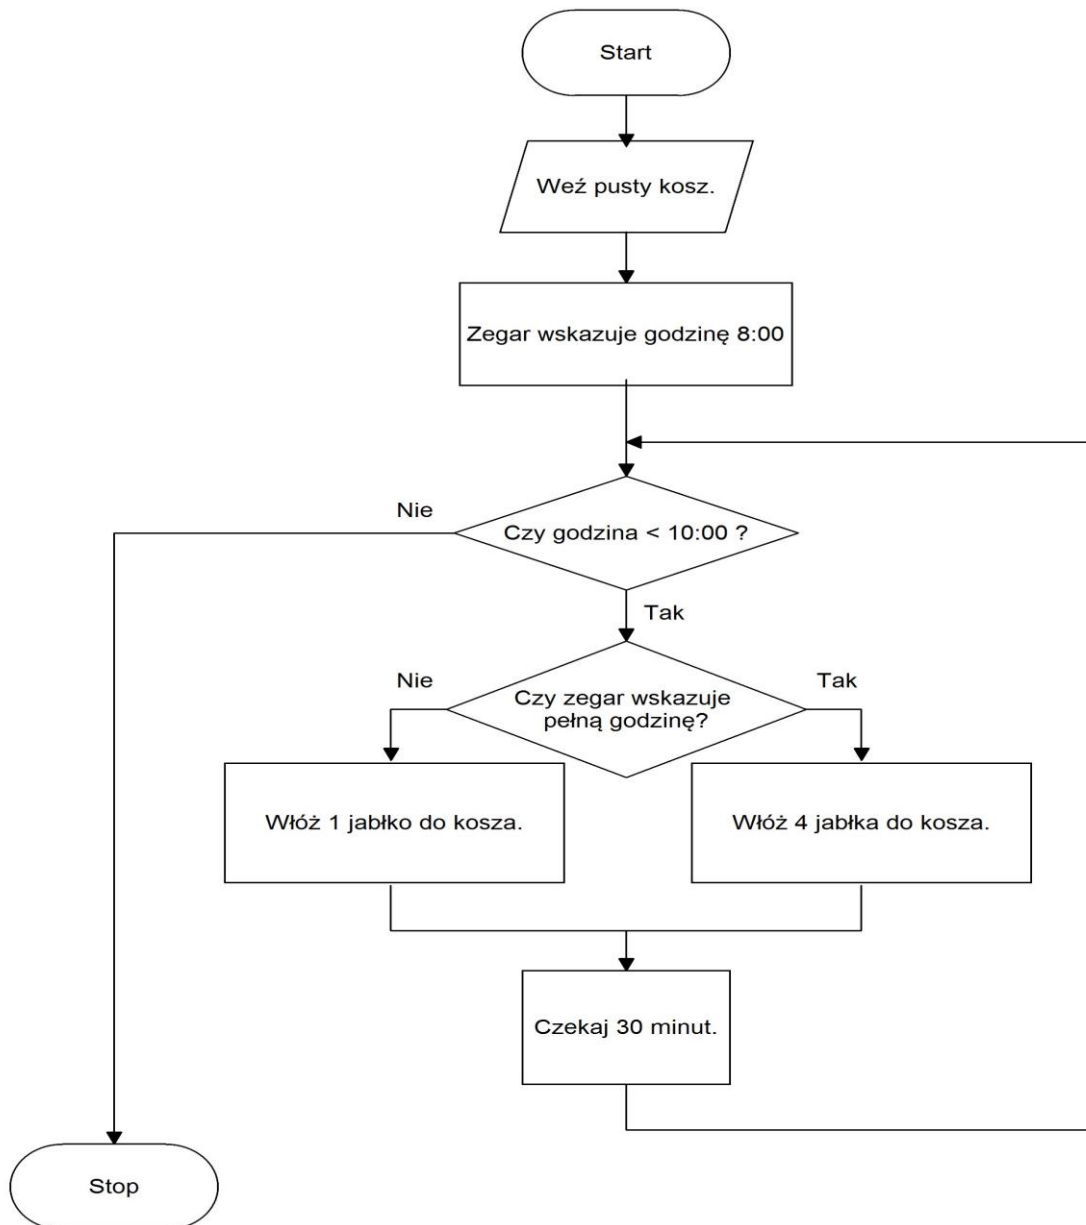 Start
Weź pusty kosz.
Zegar wskazuje godzinę 8:00
Nie
Czy godzina < 10:00 ?
Tak
Nie
Czy zegar wskazuje
pełną godzinę?
Tak
Włóż 1 jabłko do kosza.
Włóż 4 jabłka do kosza.
Czekaj 30 minut.
Stop